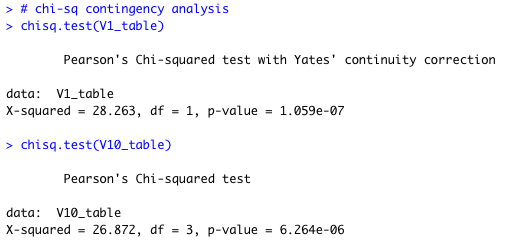 > # chi-sq contingency analysis
> chisq.test(V1_table)
Pearson's Chi-squared test with Yates' continuity correction
data:  V1_table
X-squared = 28.263, df = 1, p-value = 1.059e-07
> chisq.test(V10_table)
Pearson's Chi-squared test
data:  V10_table
X-squared = 26.872, df = 3, p-value = 6.264e-06